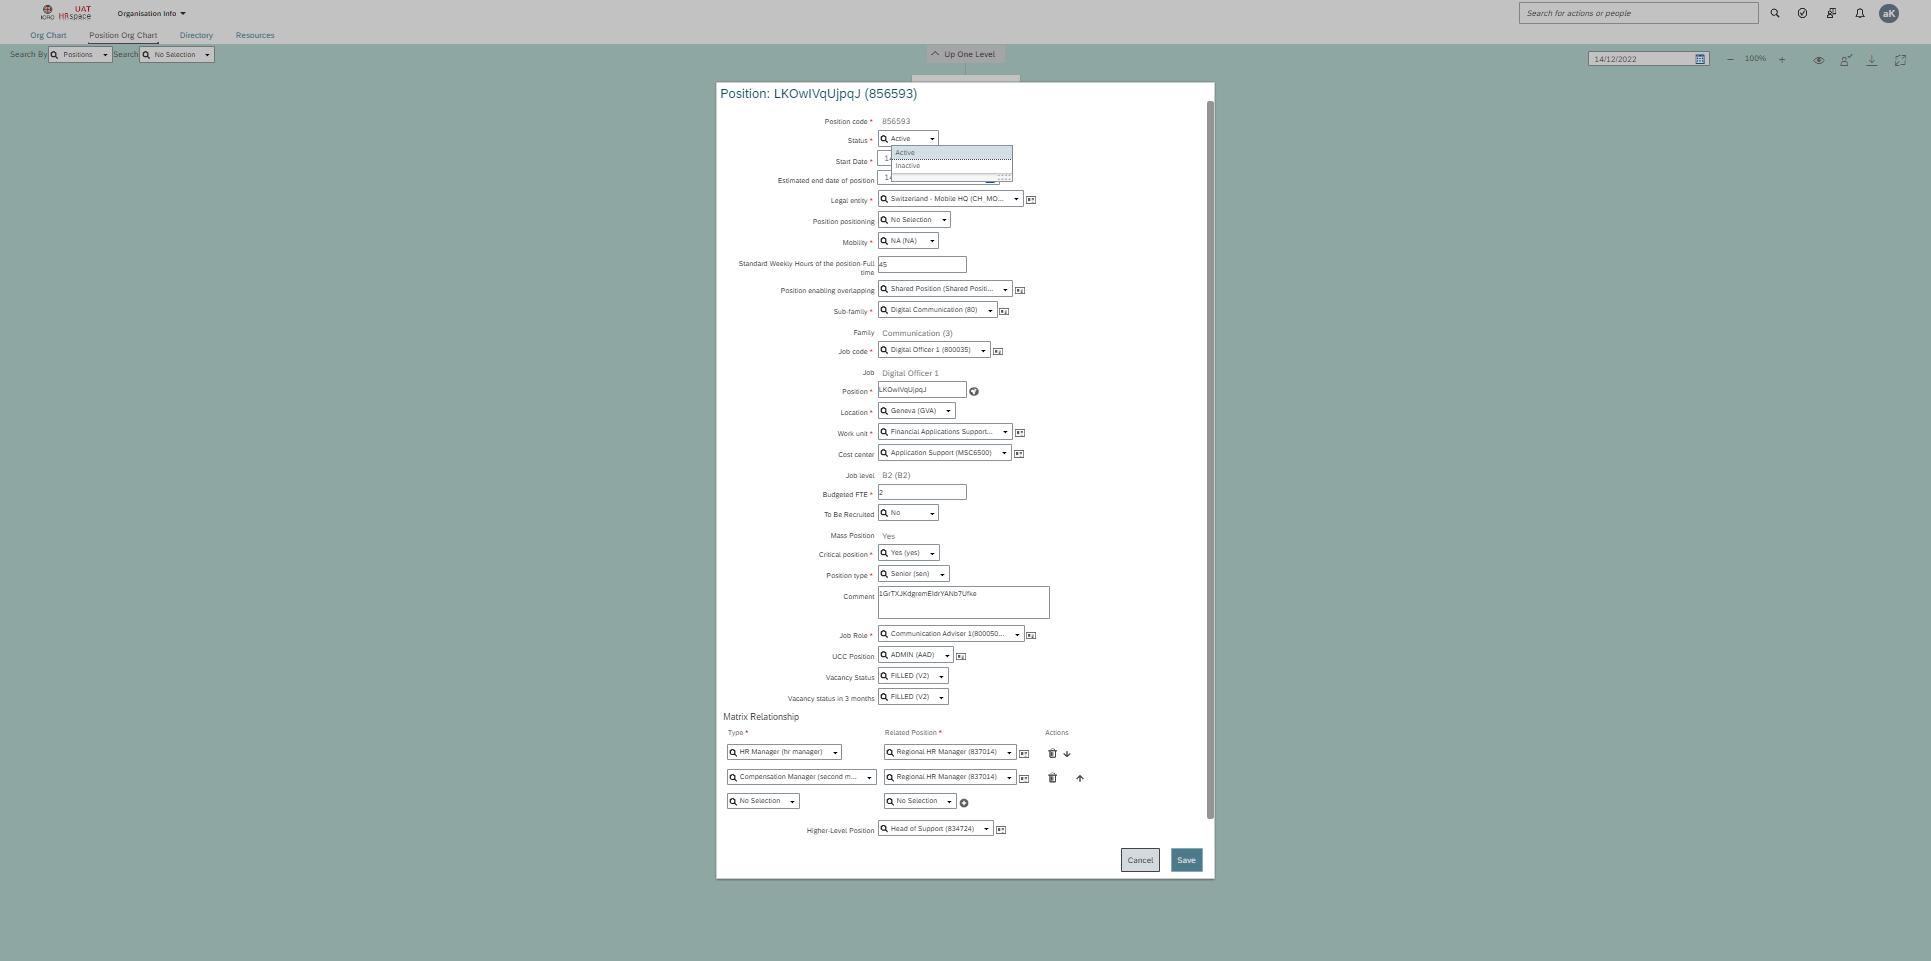 ICRC
UAT
HRspace
Organisation Info
Search for actions or people
aK
Org Chart
Position Org Chart
Directory
Resources
Search By
Positions
Search
No Selection
Up One Level
14/12/2022
100%
Position: LKOwIVqUjpqJ (856593)
Position code * 856593
Status * Active
Active
Inactive
Start Date * 14
Estimated end date of position 14
Legal entity * Switzerland - Mobile HQ (CH_MO...
Position positioning No Selection
Mobility * NA (NA)
Standard Weekly Hours of the position-Full
time
45
Position enabling overlapping Shared Position (Shared Positi...
Sub-family * Digital Communication (80)
Family Communication (3)
Job code * Digital Officer 1 (800035)
Job Digital Officer 1
Position * LKOwIVqUjpqJ
Location * Geneva (GVA)
Work unit * Financial Applications Support...
Cost center Application Support (MSC6500)
Job level B2 (B2)
Budgeted FTE * 2
To Be Recruited No
Mass Position Yes
Critical position * Yes (yes)
Position type * Senior (sen)
Comment 1GrTXJKdgremEIdrYANb7Ufke
Job Role * Communication Adviser 1(800050...
UCC Position ADMIN (AAD)
Vacancy Status FILLED (V2)
Vacancy status in 3 months FILLED (V2)
Matrix Relationship
Type * Related Position * Actions
HR Manager (hr manager) Regional HR Manager (837014)
Compensation Manager (second m... Regional HR Manager (837014)
No Selection No Selection
Higher-Level Position Head of Support (834724)
Cancel Save